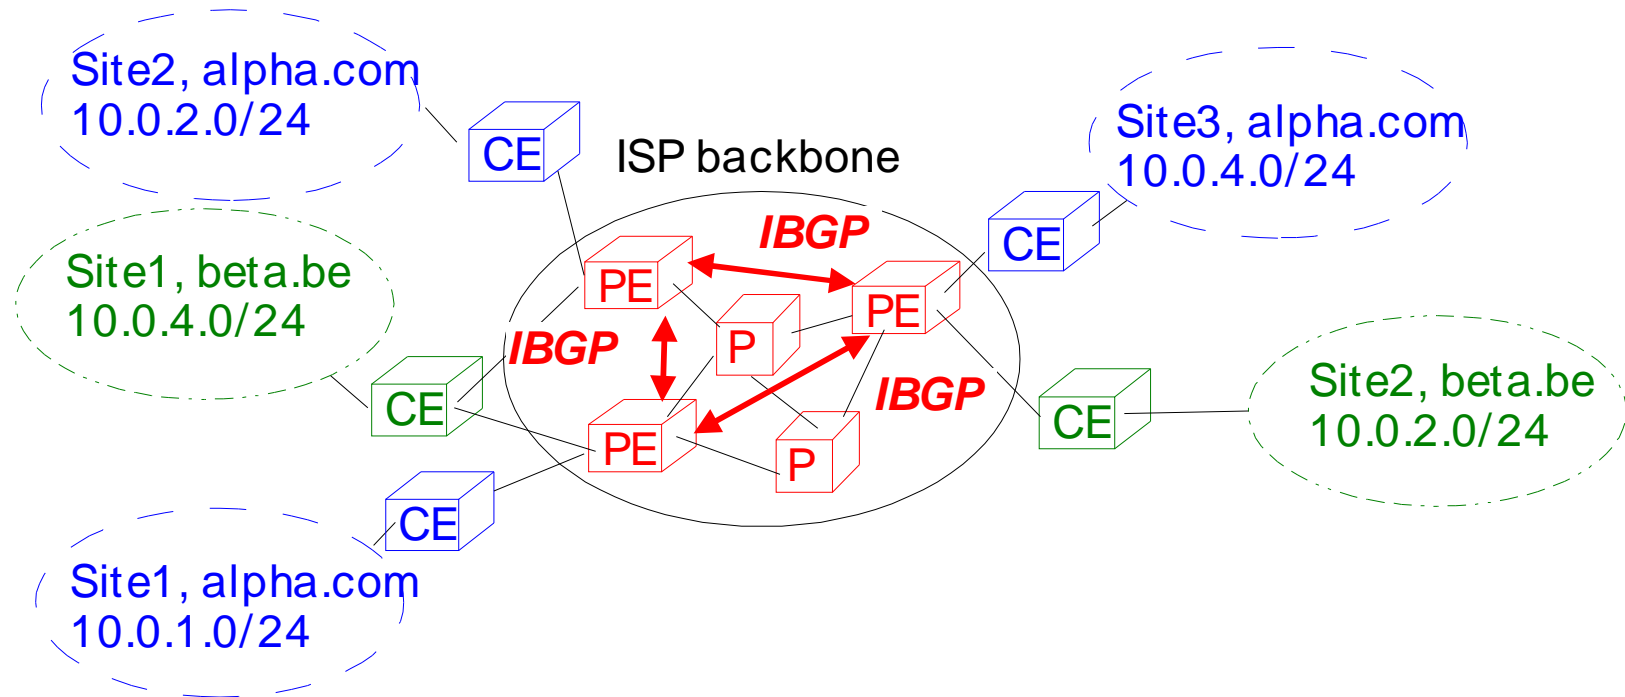 Site2, alpha.com
10.0.2.0/24
CE
ISP backbone
Site3, alpha.com
10.0.4.0/24
CE
IBGP
Site1, beta.be
10.0.4.0/24
PE
PE
IBGP
P
CE
PE
P
IBGP
CE
Site2, beta.be
10.0.2.0/24
CE
Site1, alpha.com
10.0.1.0/24